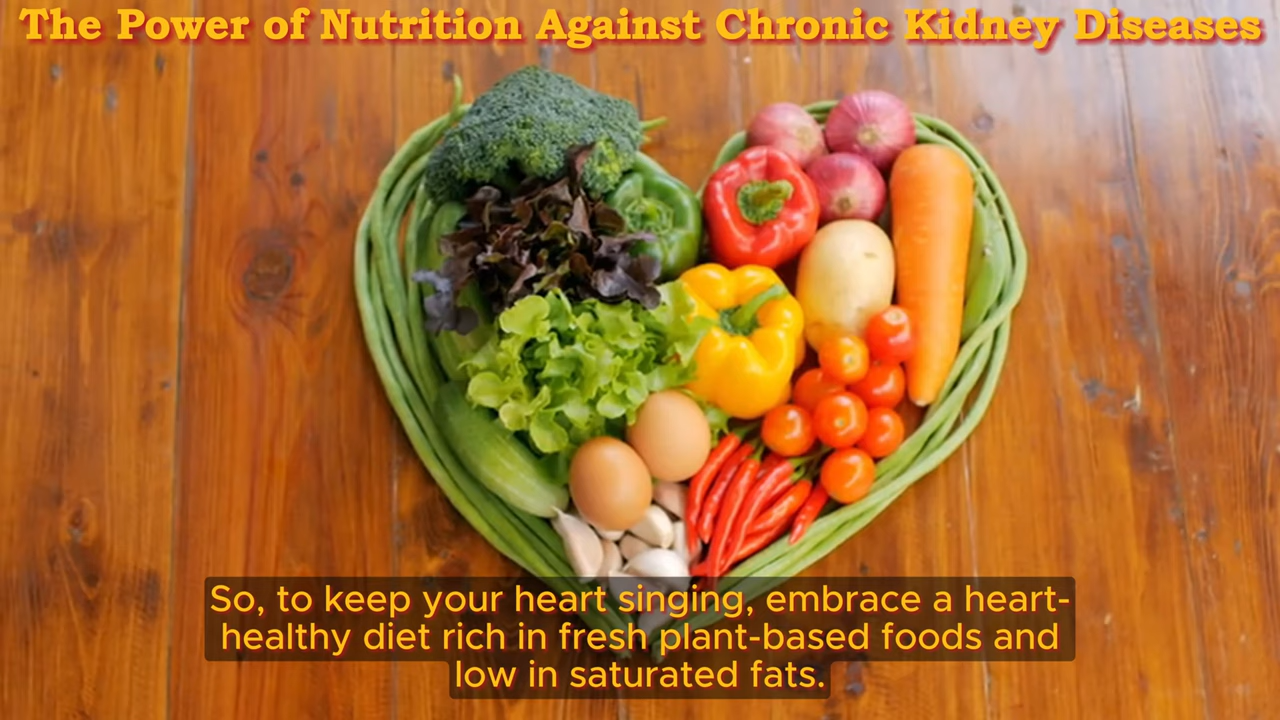 The Power of Nutrition Against Chronic Kidney Diseases
So, to keep your heart singing, embrace a heart-
healthy diet rich in fresh plant-based foods and
low in saturated fats.